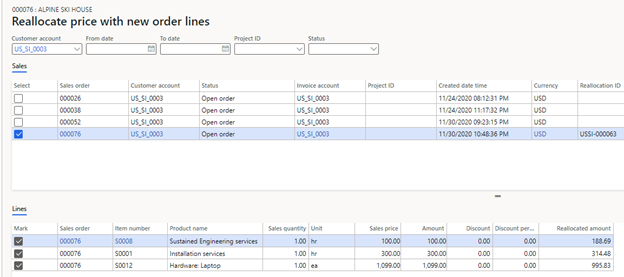 000076 : ALPINE SKI HOUSE
Reallocate price with new order lines
Customer account From date To date Project ID Status
US_SI_0003
Sales
Select Sales order Customer account Status Invoice account Project ID Created date time Currency Reallocation ID
000026 US_SI_0003 Open order US_SI_0003 11/24/2020 08:12:31 PM USD
000038 US_SI_0003 Open order US_SI_0003 11/24/2020 11:17:32 PM USD
000052 US_SI_0003 Open order US_SI_0003 11/30/2020 09:23:15 PM USD
000076 US_SI_0003 Open order US_SI_0003 11/30/2020 10:48:36 PM USD USSI-000063
Lines
Mark Sales order Item number Product name Sales quantity Unit Sales price Amount Discount Discount per... Reallocated amount
000076 S0008 Sustained Engineering services 1.00 hr 100.00 100.00 0.00 0.00 188.69
000076 S0001 Installation services 1.00 hr 300.00 300.00 0.00 0.00 314.48
000076 S0012 Hardware: Laptop 1.00 ea 1,099.00 1,099.00 0.00 0.00 995.83